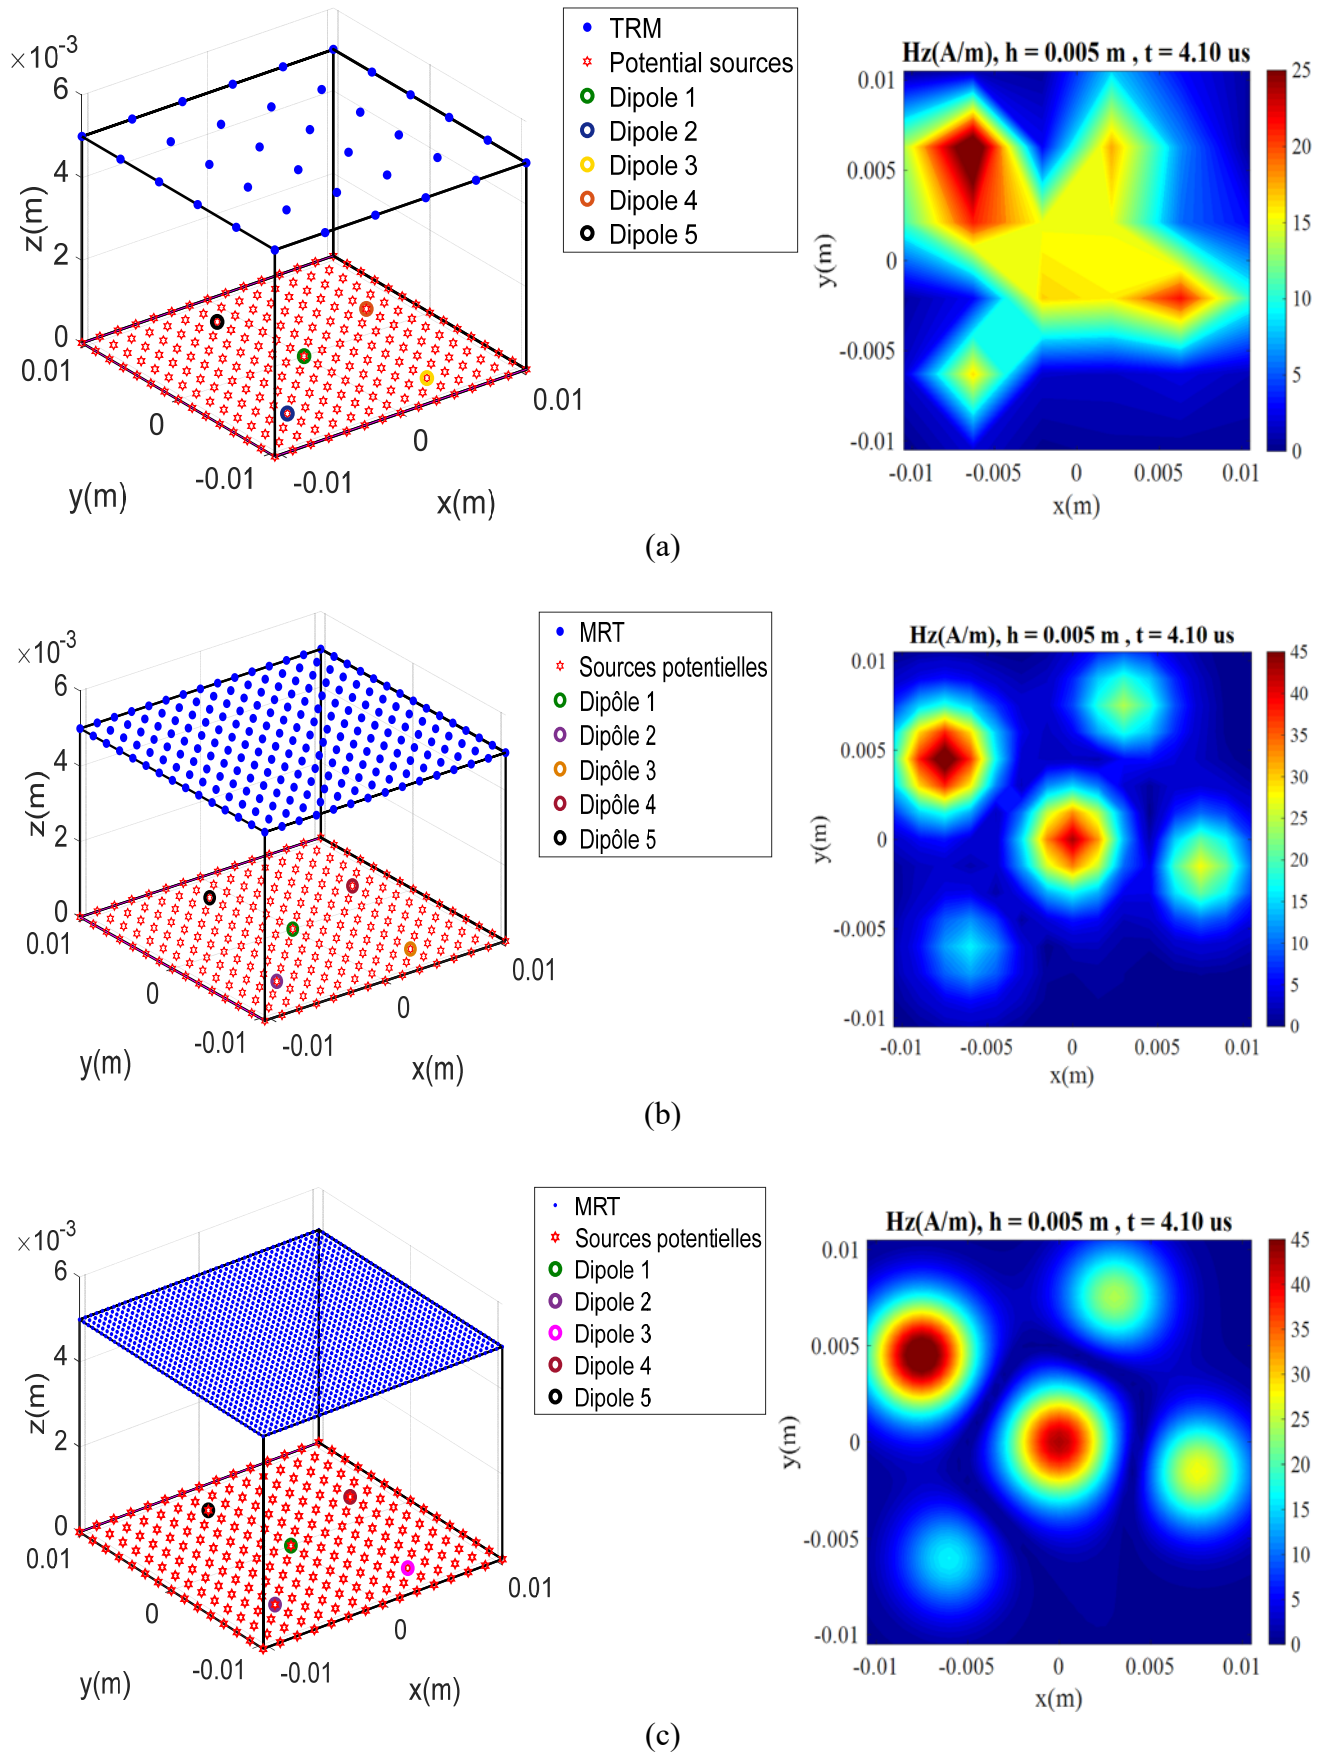 ×10-3
6
4
2
0
z(m)
0.01
0
-0.01
y(m)
-0.01
0
0.01
x(m)
TRM
Potential sources
Dipole 1
Dipole 2
Dipole 3
Dipole 4
Dipole 5
Hz(A/m), h = 0.005 m , t = 4.10 us
0.01
0.005
0
-0.005
-0.01
y(m)
-0.01
-0.005
0
0.005
0.01
x(m)
25
20
15
10
5
0
(a)
×10-3
6
4
2
0
z(m)
0.01
0
-0.01
y(m)
-0.01
0
0.01
x(m)
MRT
Sources potentielles
Dipôle 1
Dipôle 2
Dipôle 3
Dipôle 4
Dipôle 5
Hz(A/m), h = 0.005 m , t = 4.10 us
0.01
0.005
0
-0.005
-0.01
y(m)
-0.01
-0.005
0
0.005
0.01
x(m)
45
40
35
30
25
20
15
10
5
0
(b)
×10-3
6
4
2
0
z(m)
0.01
0
-0.01
y(m)
-0.01
0
0.01
x(m)
MRT
Sources potentielles
Dipole 1
Dipole 2
Dipole 3
Dipole 4
Dipole 5
Hz(A/m), h = 0.005 m , t = 4.10 us
0.01
0.005
0
-0.005
-0.01
y(m)
-0.01
-0.005
0
0.005
0.01
x(m)
45
40
35
30
25
20
15
10
5
0
(c)